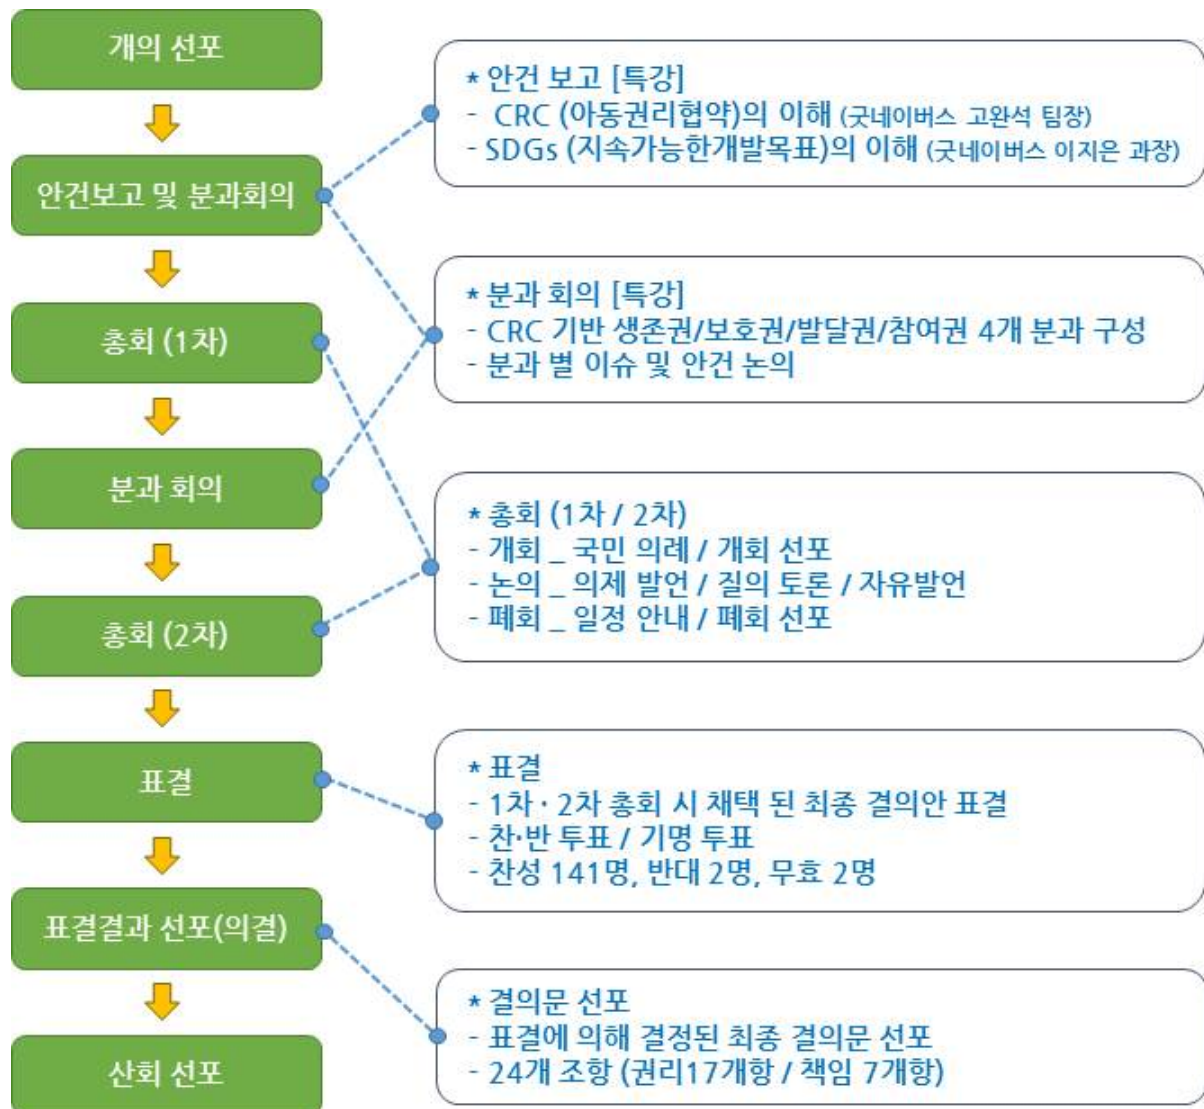 개의 선포
안건보고 및 분과회의
총회 (1차)
분과 회의
총회 (2차)
표결
표결결과 선포(의결)
산회 선포
* 안건 보고 [특강]
- CRC (아동권리협약)의 이해 (굿네이버스 고완석 팀장)
- SDGs (지속가능한개발목표)의 이해 (굿네이버스 이지은 과장)
* 분과 회의 [특강]
- CRC 기반 생존권/보호권/발달권/참여권 4개 분과 구성
- 분과 별 이슈 및 안건 논의
* 총회 (1차 / 2차)
- 개회 _ 국민 의례 / 개회 선포
- 논의 _ 의제 발언 / 질의 토론 / 자유발언
- 폐회 _ 일정 안내 / 폐회 선포
* 표결
- 1차 · 2차 총회 시 채택 된 최종 결의안 표결
- 찬·반 투표 / 기명 투표
- 찬성 141명, 반대 2명, 무효 2명
* 결의문 선포
- 표결에 의해 결정된 최종 결의문 선포
- 24개 조항 (권리17개항 / 책임 7개항)